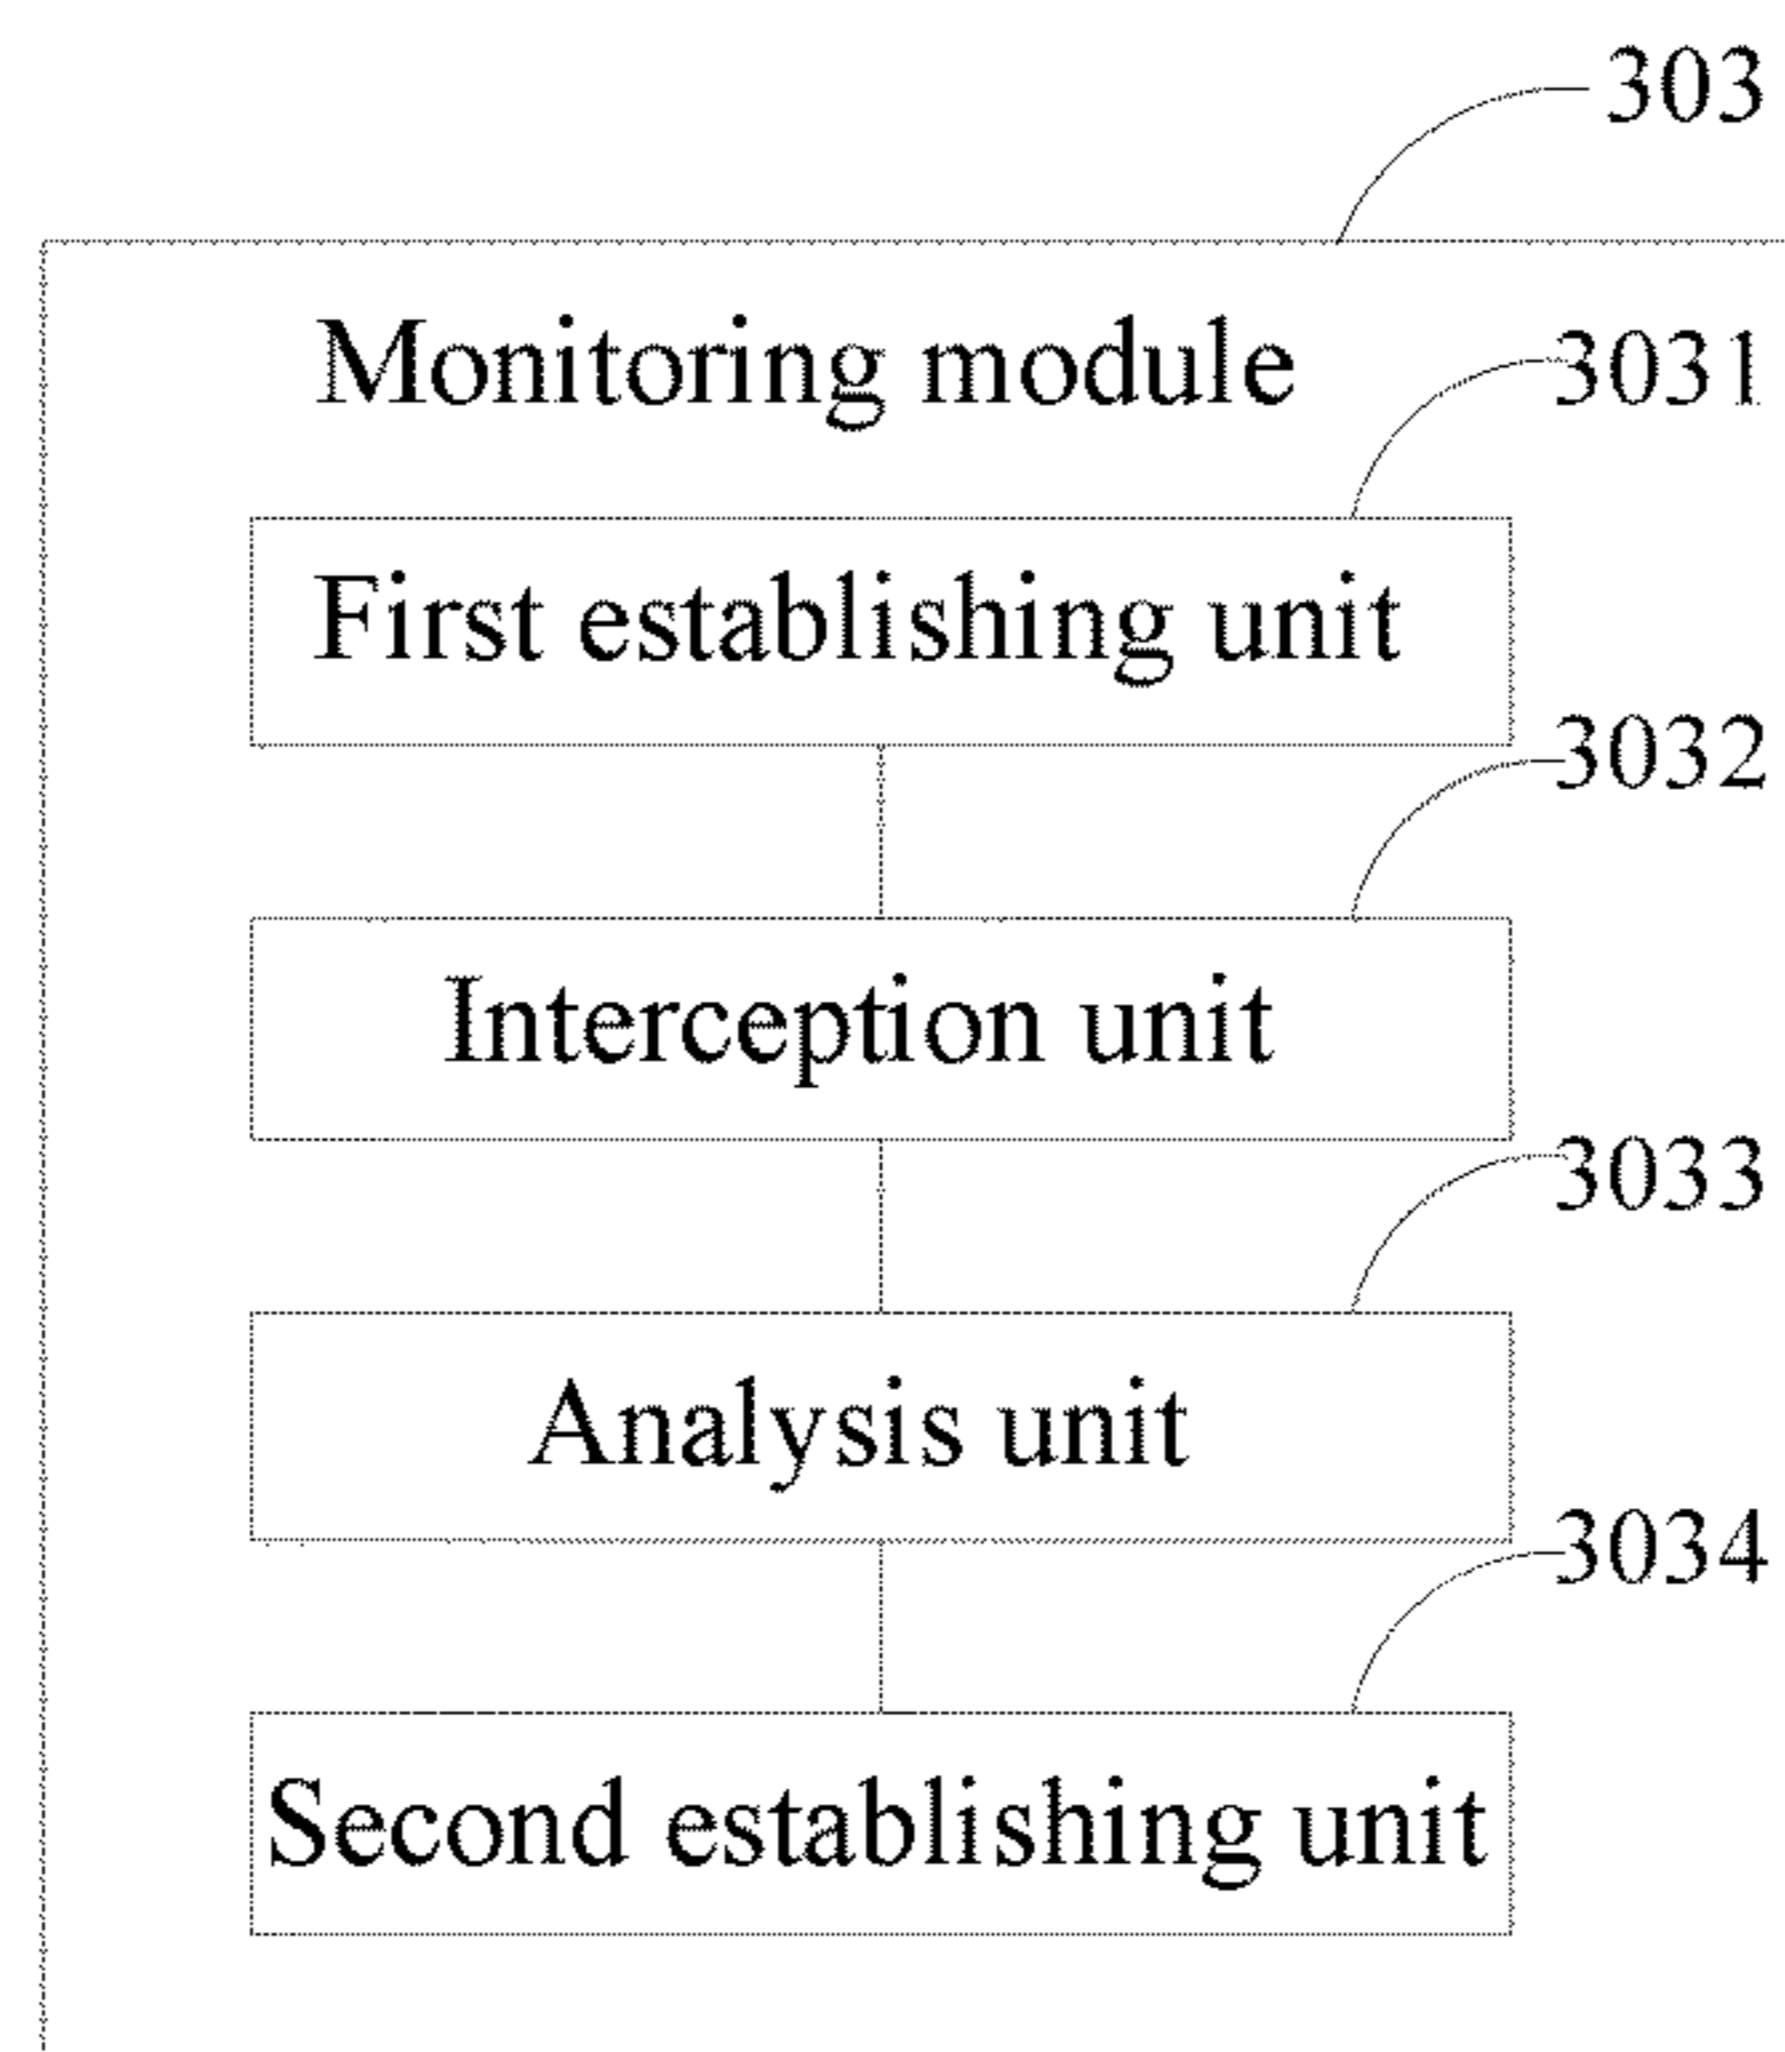 303
Monitoring module
3031
First establishing unit
3032
Interception unit
3033
Analysis unit
3034
Second establishing unit